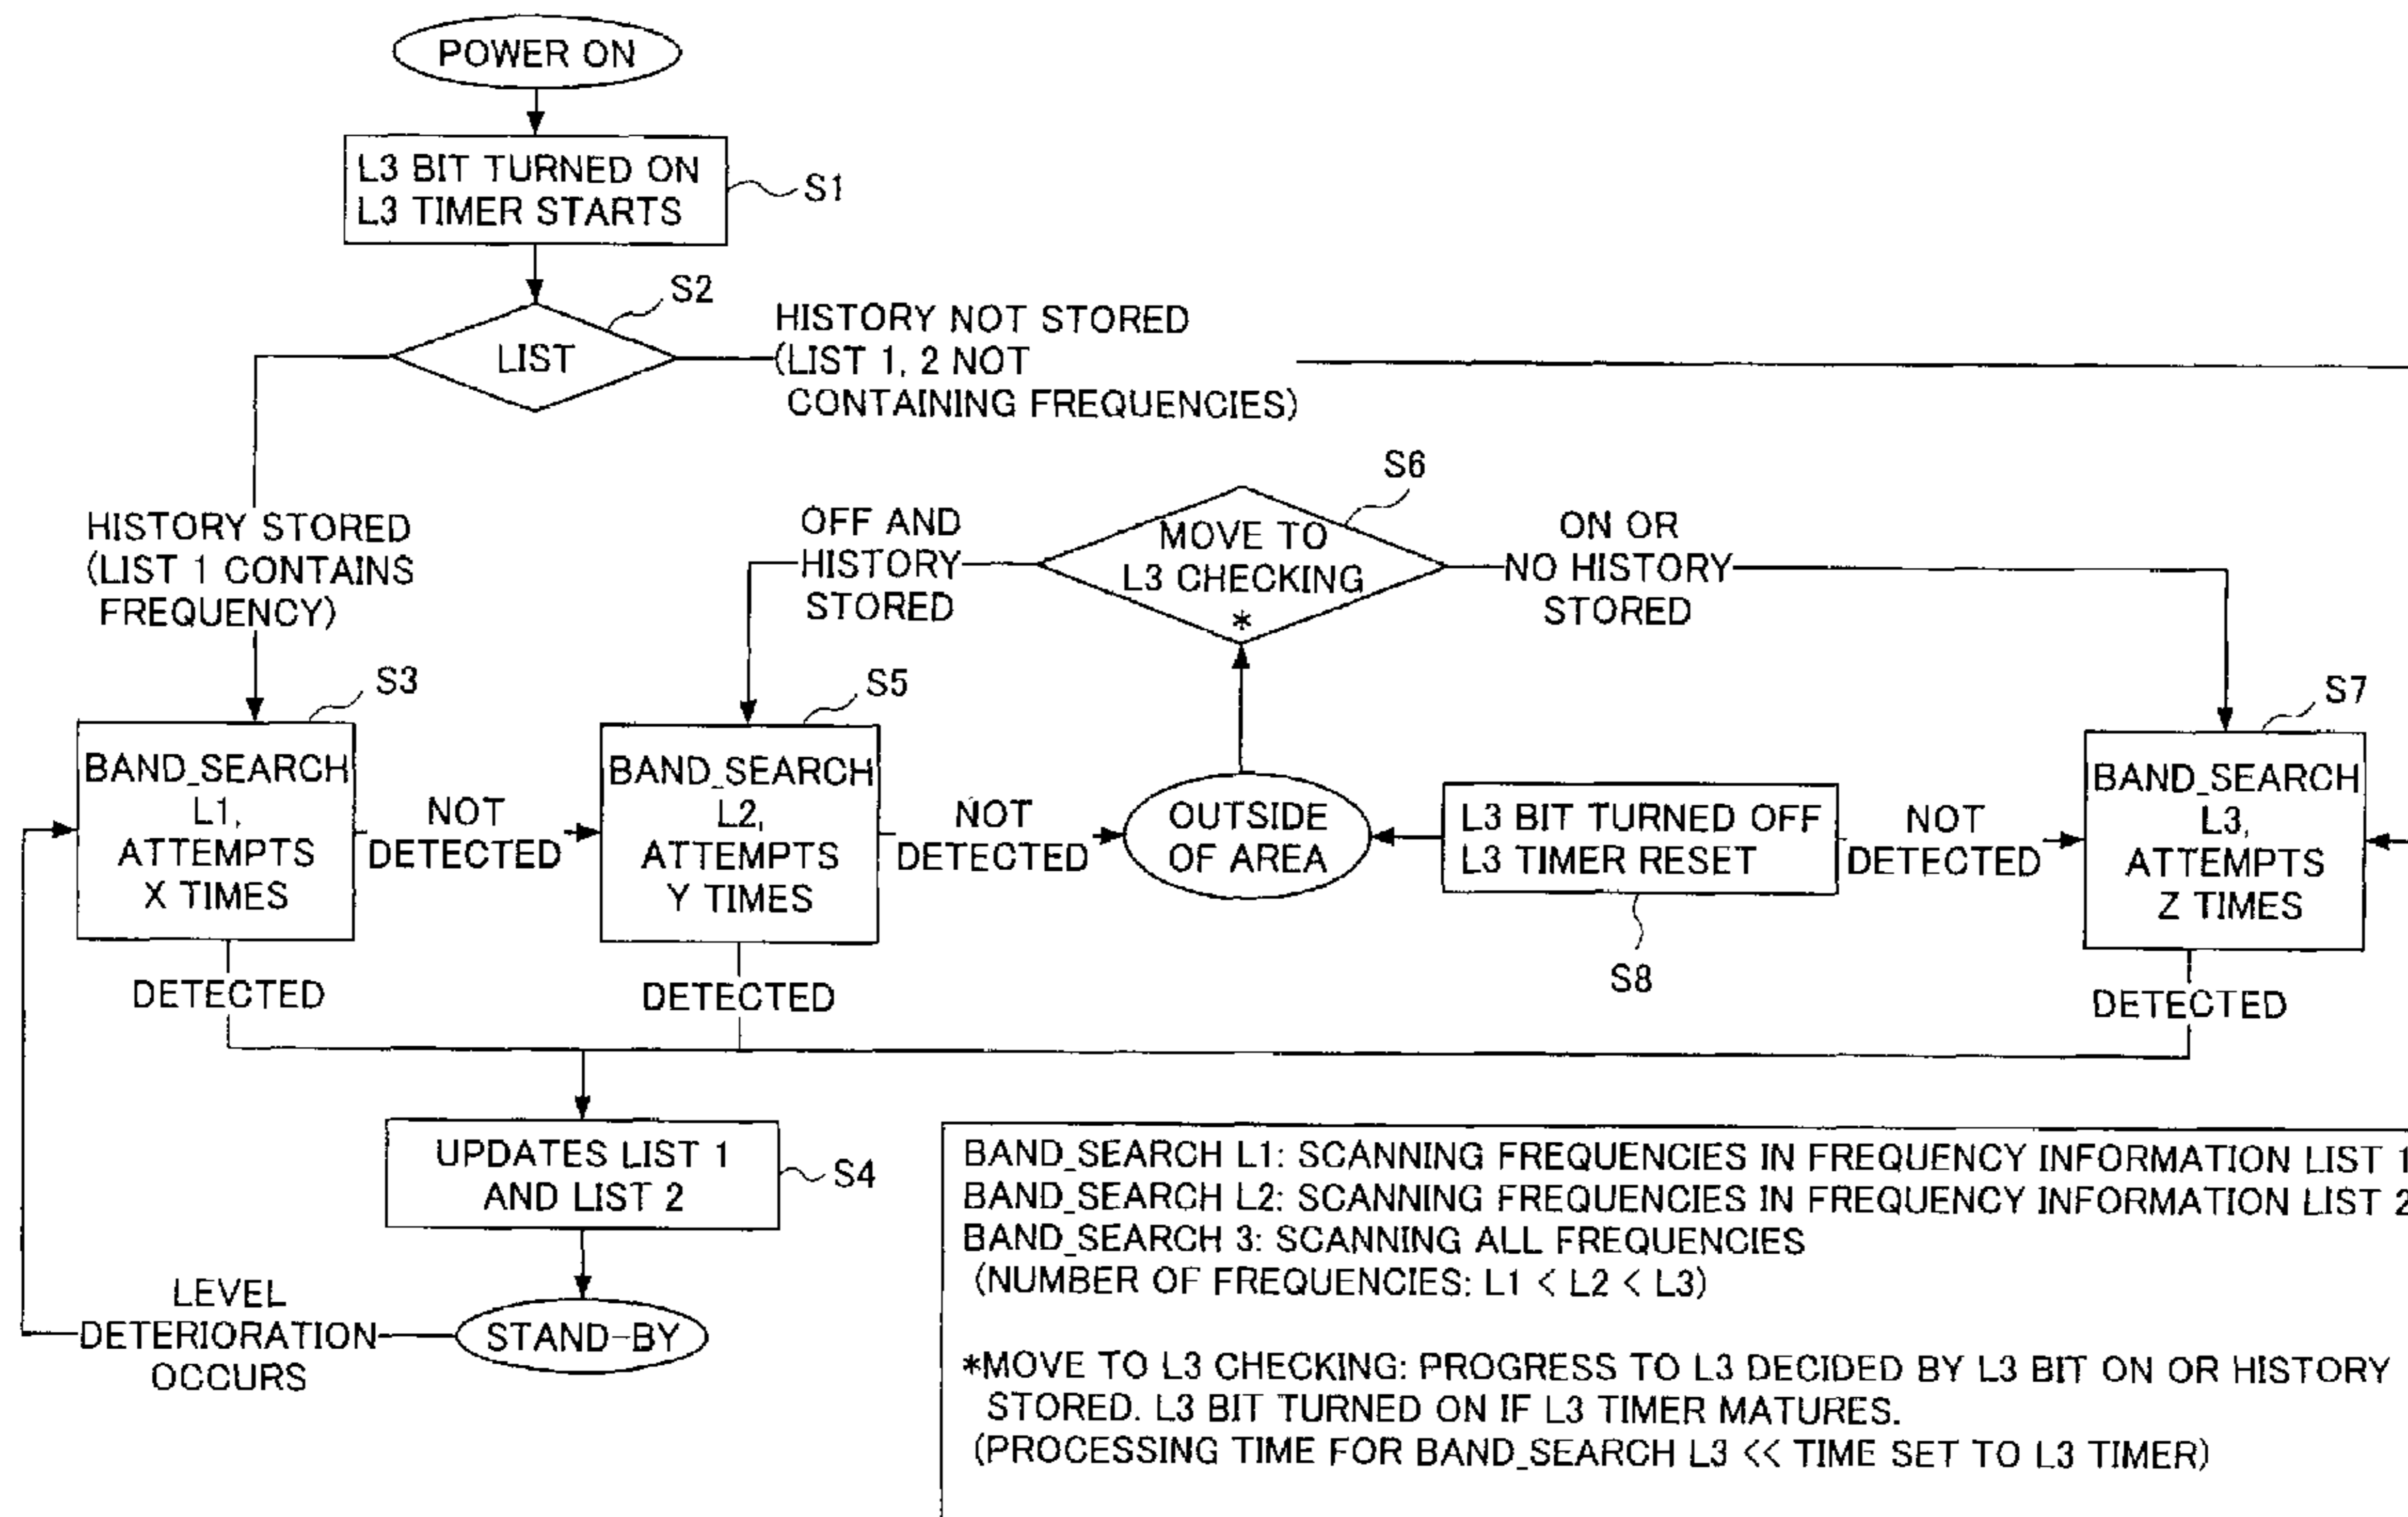 POWER ON
L3 BIT TURNED ON
L3 TIMER STARTS
S1
S2
LIST
HISTORY NOT STORED
(LIST 1, 2 NOT
CONTAINING FREQUENCIES)
HISTORY STORED
(LIST 1 CONTAINS
FREQUENCY)
OFF AND
HISTORY
STORED
S6
MOVE TO
L3 CHECKING
*
ON OR
NO HISTORY
STORED
S3
BAND_SEARCH
L1,
ATTEMPTS
X TIMES
NOT
DETECTED
S5
BAND_SEARCH
L2,
ATTEMPTS
Y TIMES
NOT
DETECTED
OUTSIDE
OF AREA
L3 BIT TURNED OFF
L3 TIMER RESET
S8
NOT
DETECTED
S7
BAND_SEARCH
L3,
ATTEMPTS
Z TIMES
DETECTED
DETECTED
DETECTED
UPDATES LIST 1
AND LIST 2
S4
STAND-BY
LEVEL
DETERIORATION
OCCURS
BAND_SEARCH L1: SCANNING FREQUENCIES IN FREQUENCY INFORMATION LIST 1
BAND_SEARCH L2: SCANNING FREQUENCIES IN FREQUENCY INFORMATION LIST 2
BAND_SEARCH 3: SCANNING ALL FREQUENCIES
(NUMBER OF FREQUENCIES: L1 < L2 < L3)
*MOVE TO L3 CHECKING: PROGRESS TO L3 DECIDED BY L3 BIT ON OR HISTORY
STORED. L3 BIT TURNED ON IF L3 TIMER MATURES.
(PROCESSING TIME FOR BAND_SEARCH L3 << TIME SET TO L3 TIMER)